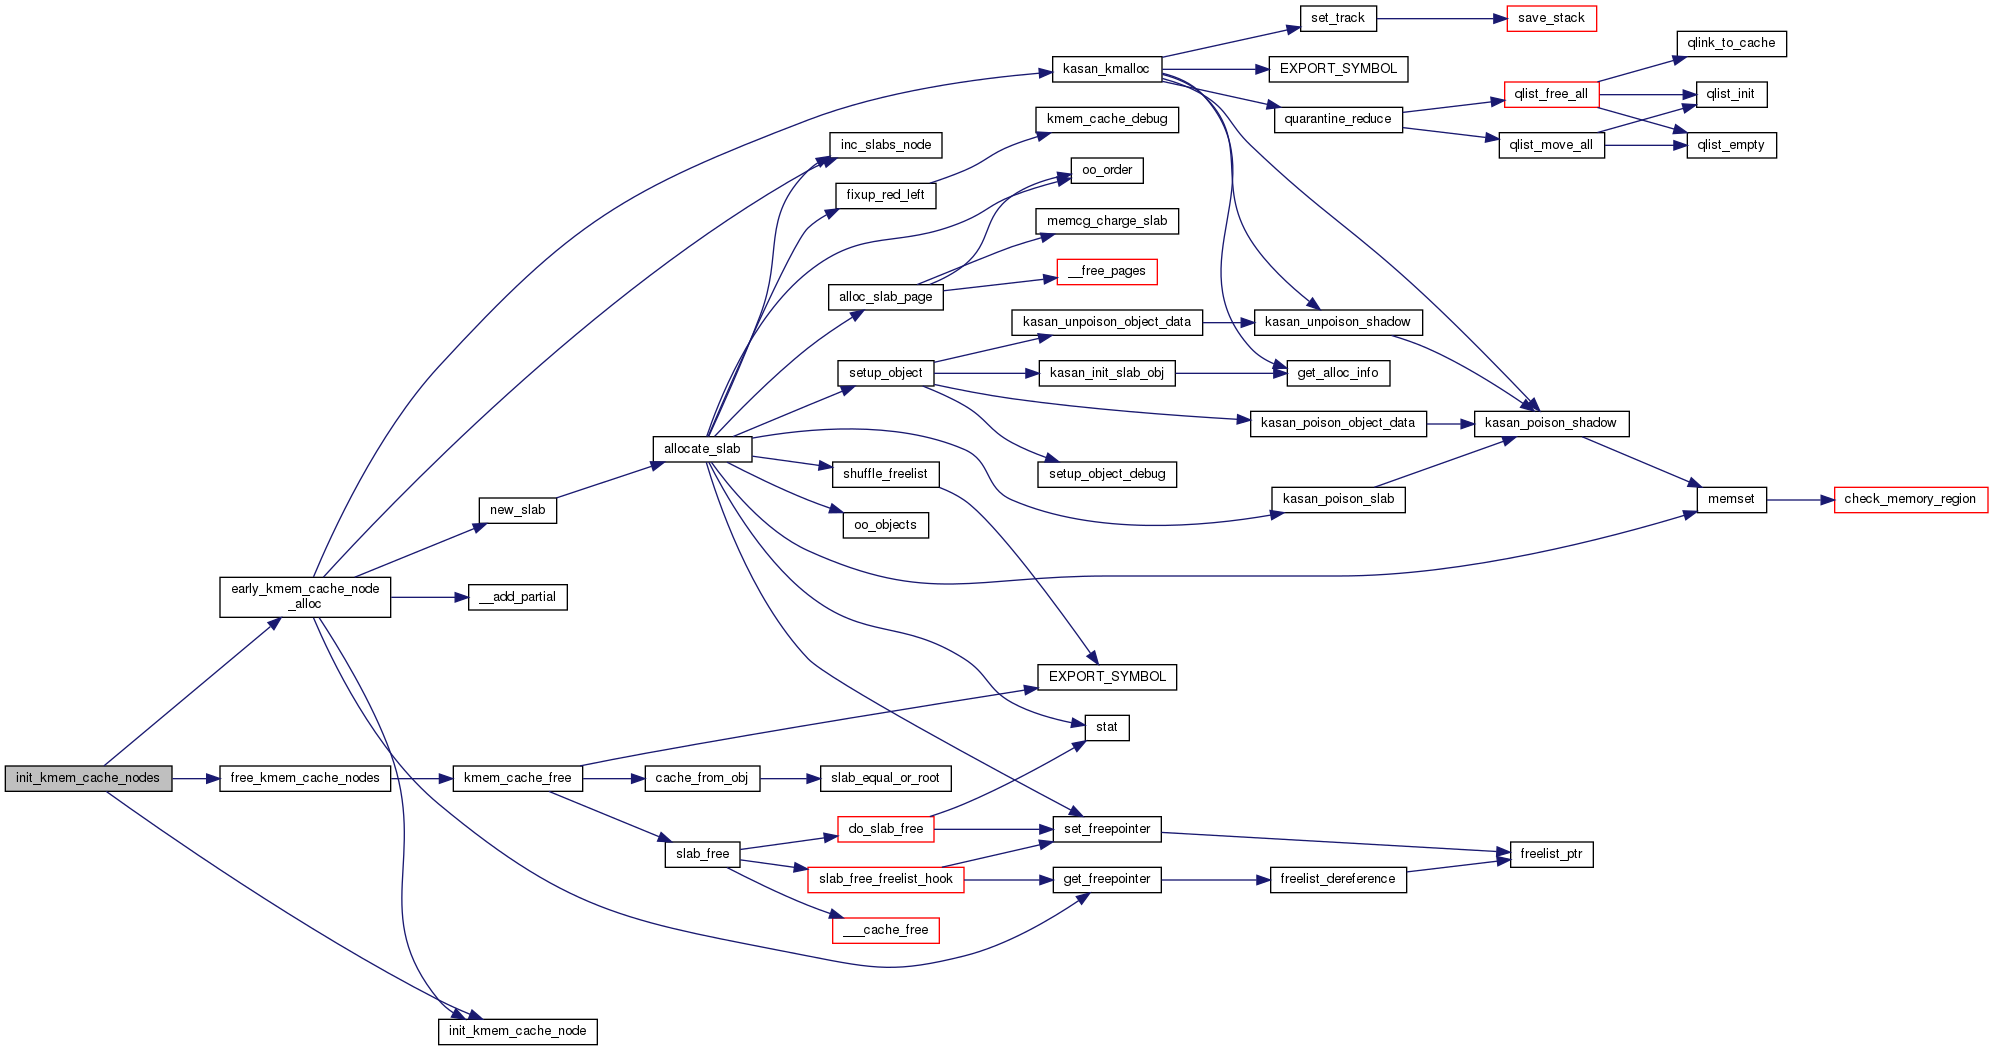 set_track
save_stack
qlink_to_cache
kasan_kmalloc
EXPORT_SYMBOL
qlist_free_all
qlist_init
kmem_cache_debug
quarantine_reduce
inc_slabs_node
qlist_move_all
qlist_empty
oo_order
fixup_red_left
memcg_charge_slab
__free_pages
alloc_slab_page
kasan_unpoison_object_data
kasan_unpoison_shadow
setup_object
kasan_init_slab_obj
get_alloc_info
kasan_poison_object_data
kasan_poison_shadow
allocate_slab
shuffle_freelist
setup_object_debug
kasan_poison_slab
memset
check_memory_region
new_slab
oo_objects
early_kmem_cache_node
_alloc
__add_partial
EXPORT_SYMBOL
stat
init_kmem_cache_nodes
free_kmem_cache_nodes
kmem_cache_free
cache_from_obj
slab_equal_or_root
do_slab_free
set_freepointer
slab_free
freelist_ptr
slab_free_freelist_hook
get_freepointer
freelist_dereference
___cache_free
init_kmem_cache_node